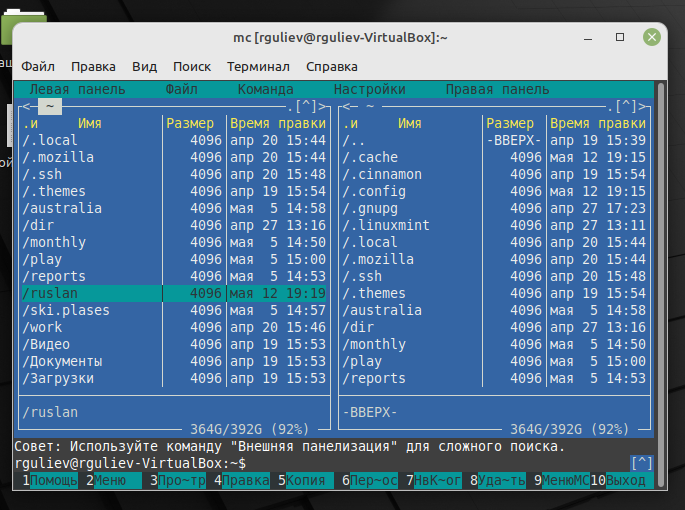 mc [rguliev@rguliev-VirtualBox]:~
Файл Правка Вид Поиск Терминал Справка
Левая панель Файл Команда Настройки Правая панель
<─ ~ ─.[^]> <─ ~ ─.[^]>
.и Имя Размер Время правки .и Имя Размер Время правки
/.local 4096 апр 20 15:44 /.. -ВВЕРХ- апр 19 15:39
/.mozilla 4096 апр 20 15:44 /.cache 4096 мая 12 19:15
/.ssh 4096 апр 20 15:48 /.cinnamon 4096 апр 19 15:54
/.themes 4096 апр 19 15:54 /.config 4096 мая 12 19:15
/australia 4096 мая 5 14:58 /.gnupg 4096 апр 27 17:23
/dir 4096 апр 27 13:16 /.linuxmint 4096 апр 27 13:11
/monthly 4096 мая 5 14:50 /.local 4096 апр 20 15:44
/play 4096 мая 5 15:00 /.mozilla 4096 апр 20 15:44
/reports 4096 мая 5 14:53 /.ssh 4096 апр 20 15:48
/ruslan 4096 мая 12 19:19 /.themes 4096 апр 19 15:54
/ski.plases 4096 мая 5 14:57 /australia 4096 мая 5 14:58
/work 4096 апр 20 15:46 /dir 4096 апр 27 13:16
/Видео 4096 апр 19 15:53 /monthly 4096 мая 5 14:50
/Документы 4096 апр 19 15:53 /play 4096 мая 5 15:00
/Загрузки 4096 апр 19 15:53 /reports 4096 мая 5 14:53
/ruslan -ВВЕРХ-
364G/392G (92%) 364G/392G (92%)
Совет: Используйте команду "Внешняя панелизация" для сложного поиска.
rguliev@rguliev-VirtualBox:~$ [^]
1Помощь 2Меню 3Про~тр 4Правка 5Копия 6Пер~ос 7НвК~ог 8Уда~ть 9МенюМС 10Выход